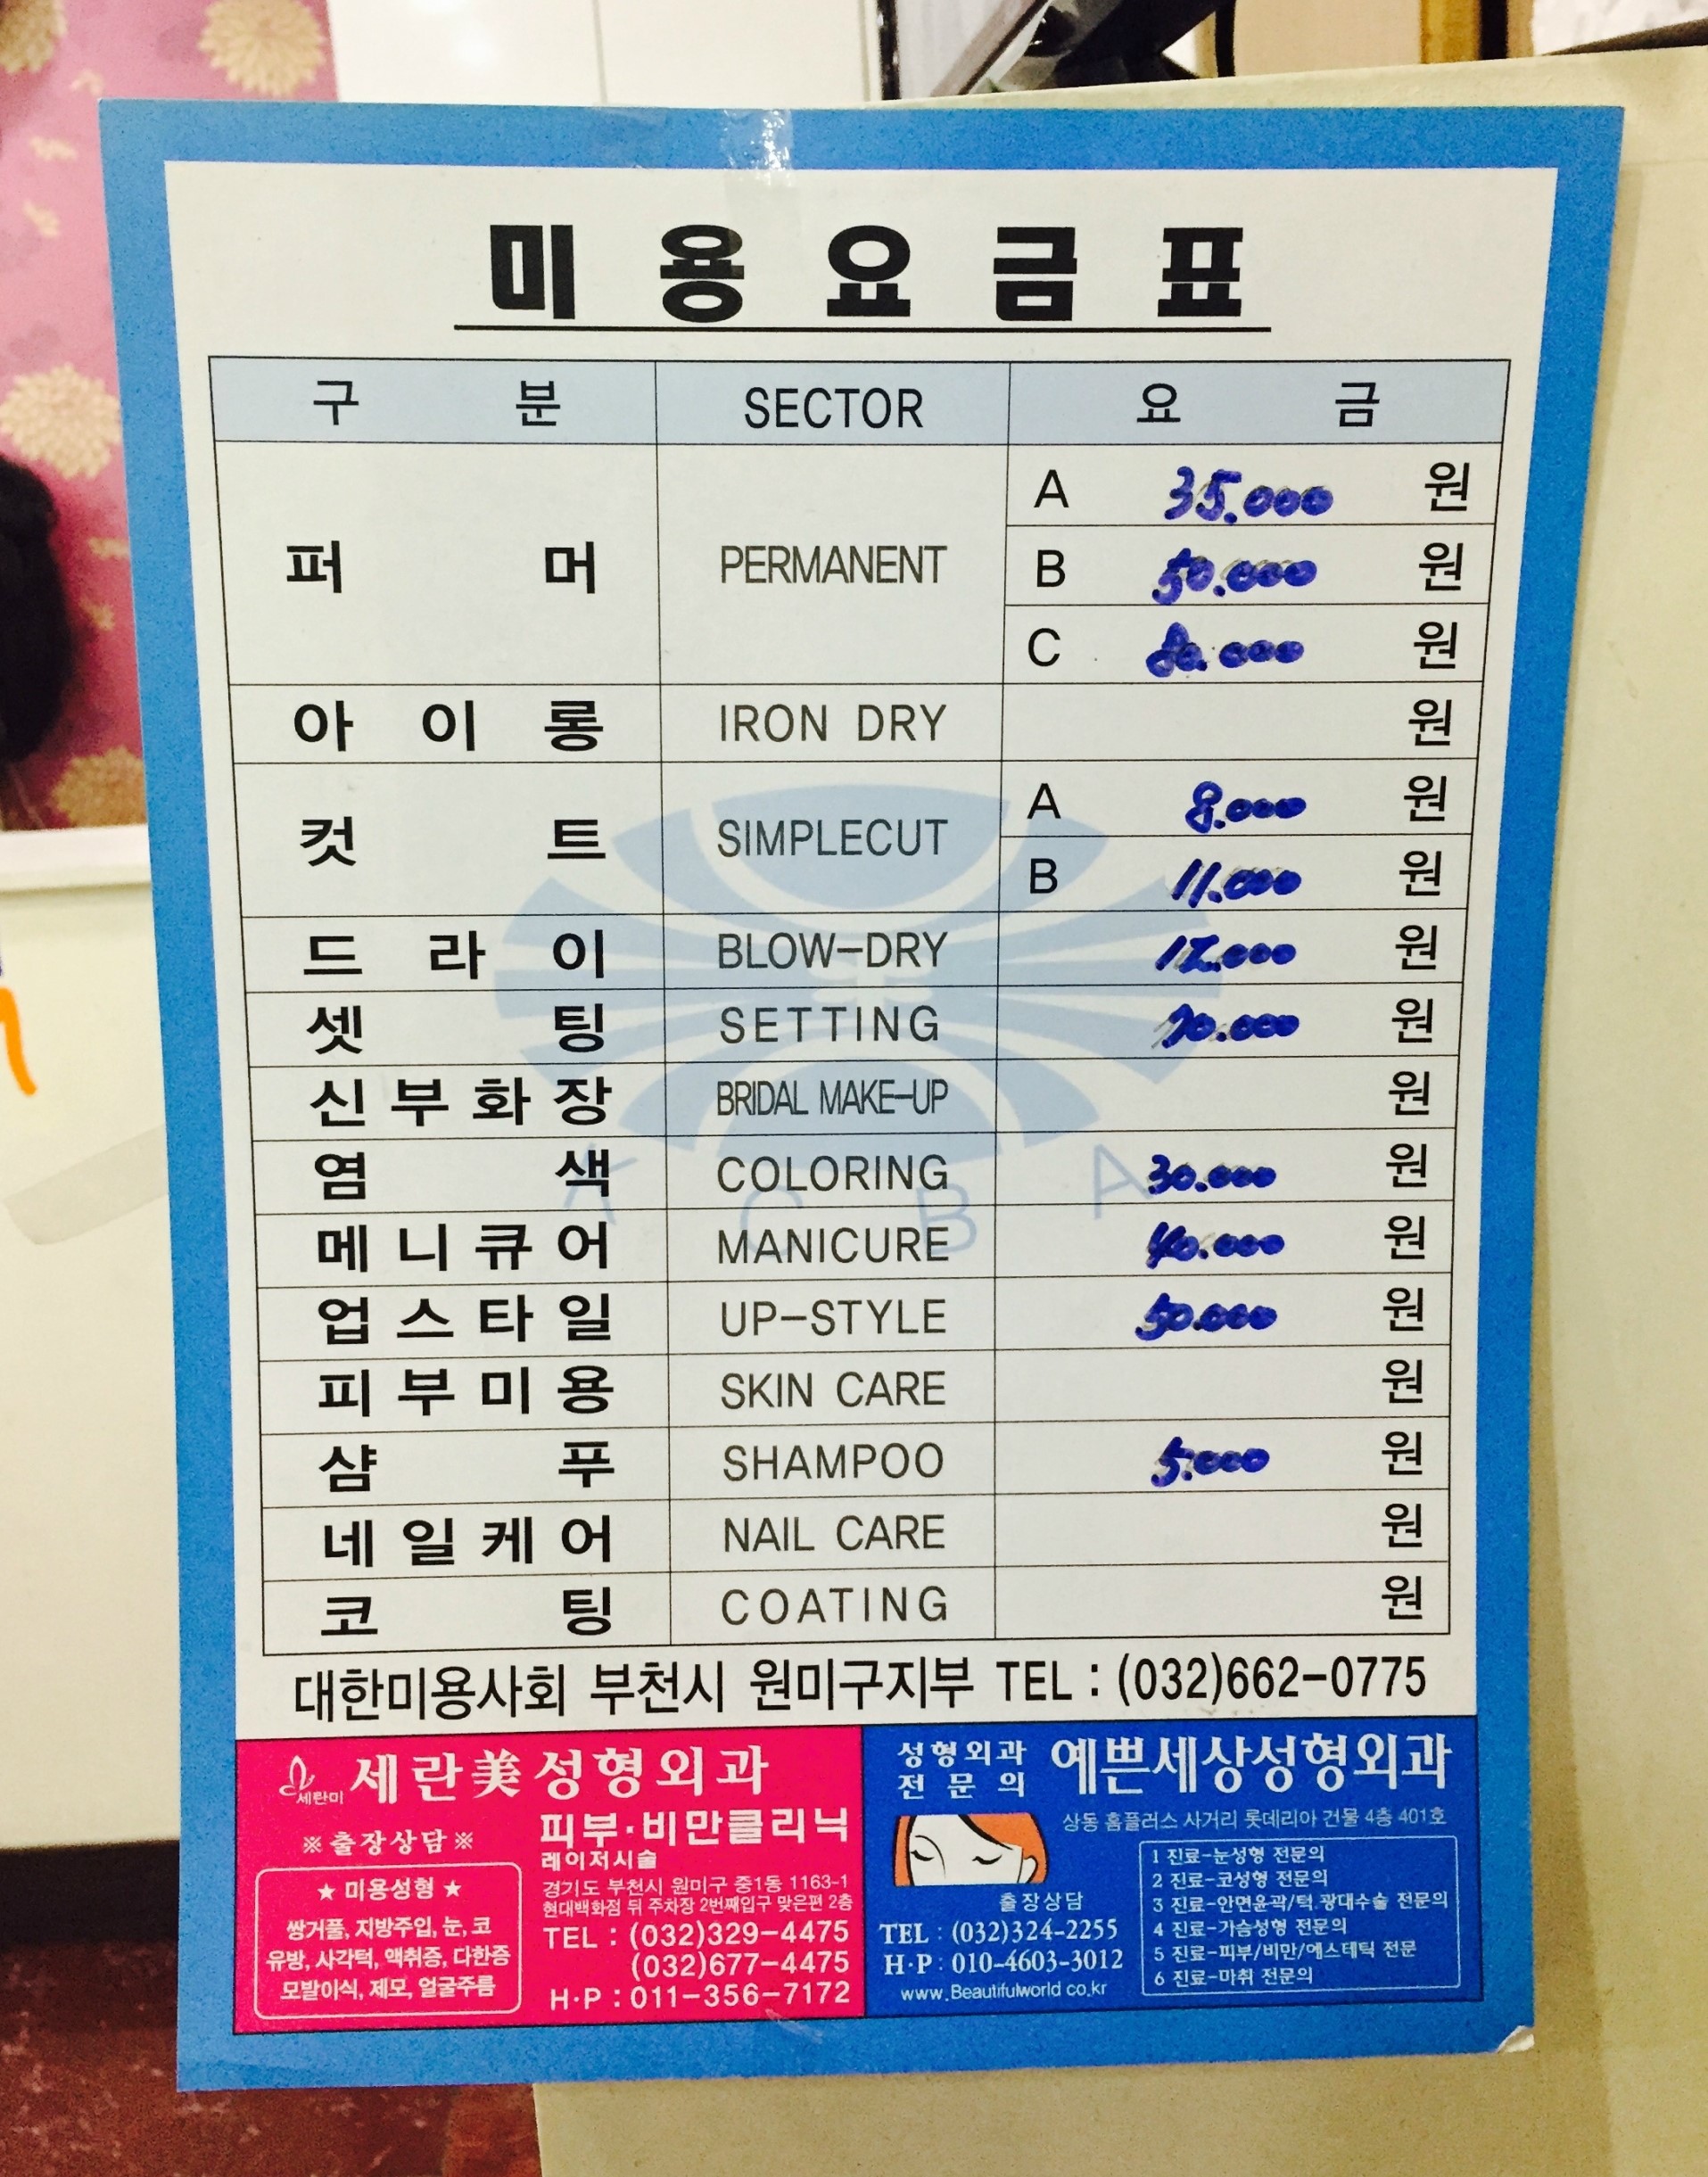 미용요금표
구분 SECTOR 요금
퍼머 PERMANENT A 35.000 원
B 50.000 원
C 80.000 원
아이롱 IRON DRY 원
컷트 SIMPLECUT A 8.000 원
B 11.000 원
드라이 BLOW-DRY 12.000 원
셋팅 SETTING 70.000 원
신부화장 BRIDAL MAKE-UP 원
염색 COLORING 30.000 원
메니큐어 MANICURE 40.000 원
업스타일 UP-STYLE 50.000 원
피부미용 SKIN CARE 원
샴푸 SHAMPOO 5.000 원
네일케어 NAIL CARE 원
코팅 COATING 원
K C B A
대한미용사회 부천시 원미구지부 TEL : (032)662-0775
세란미 세란美성형외과
피부·비만클리닉
레이저시술
※출장상담※
★ 미용성형 ★
쌍거풀, 지방주입, 눈, 코
유방, 사각턱, 액취증, 다한증
모발이식, 제모, 얼굴주름
경기도 부천시 원미구 중1동 1163-1
현대백화점 뒤 주차장 2번째입구 맞은편 2층
TEL : (032)329-4475
(032)677-4475
H·P : 011-356-7172
성형외과 전문의 예쁜세상성형외과
상동 홈플러스 사거리 롯데리아 건물 4층 401호
출장상담
TEL : (032)324-2255
H·P : 010-4603-3012
www.Beautifulworld co.kr
1 진료-눈성형 전문의
2 진료-코성형 전문의
3 진료-안면윤곽/턱.광대수술 전문의
4 진료-가슴성형 전문의
5 진료-피부/비만/에스테틱 전문
6 진료-마취 전문의